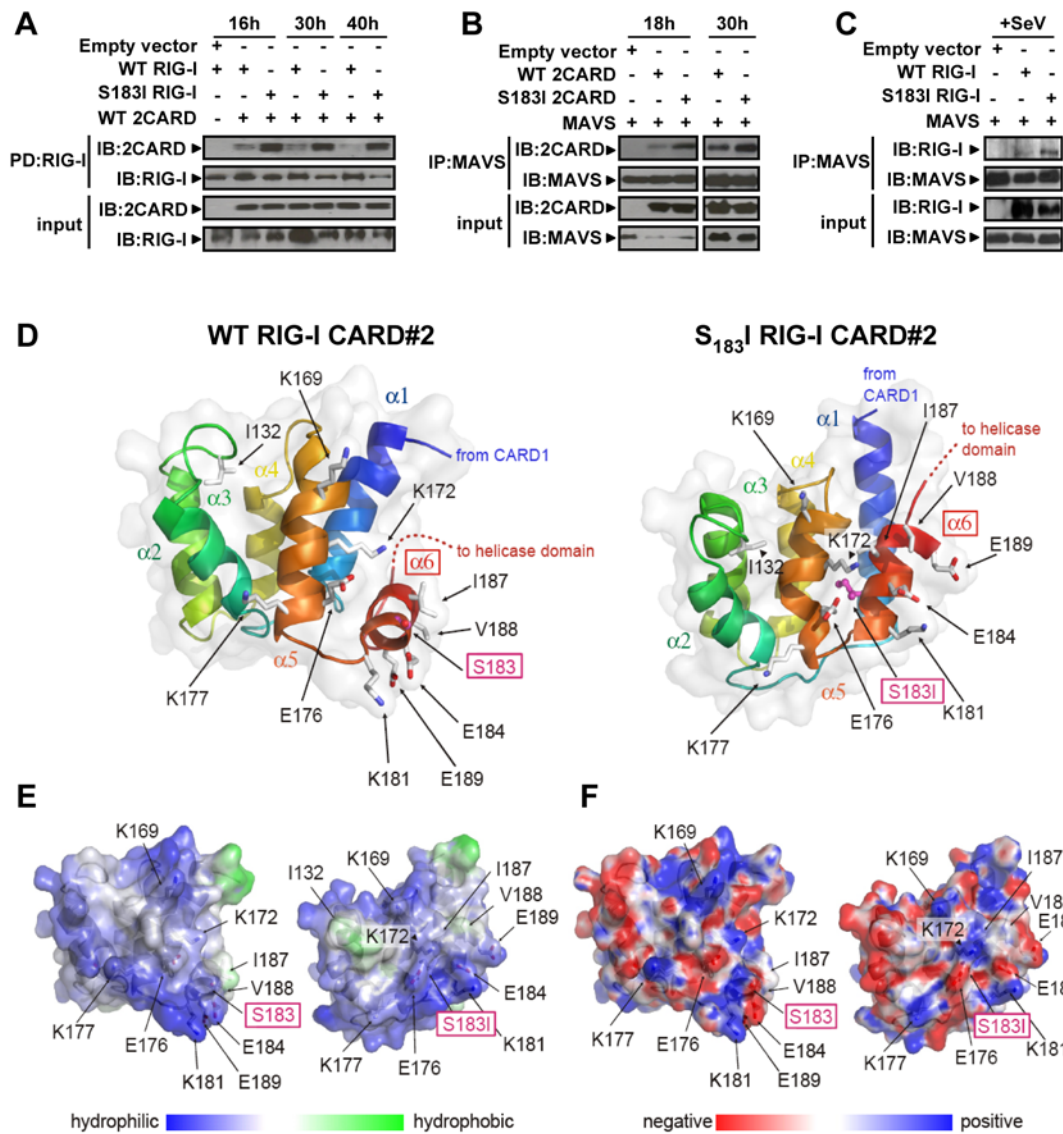 A
16h 30h 40h
Empty vector + - - - - - -
WT RIG-I + + - + - + -
S183I RIG-I - - + - + - +
WT 2CARD - + + + + + +
PD:RIG-I
IB:2CARD
IB:RIG-I
input
IB:2CARD
IB:RIG-I
B
18h 30h
Empty vector + - - - -
WT 2CARD - + - + -
S183I 2CARD - - + - +
MAVS + + + + +
IP:MAVS
IB:2CARD
IB:MAVS
input
IB:2CARD
IB:MAVS
C
+SeV
Empty vector + - -
WT RIG-I - + -
S183I RIG-I - - +
MAVS + + +
IP:MAVS
IB:RIG-I
IB:MAVS
input
IB:RIG-I
IB:MAVS
D
WT RIG-I CARD#2
K169
α1
I132
α4
from CARD1
α3
K172
α2
α6
to helicase domain
I187
V188
α5
S183
K177
E176
E184
K181
E189
S183I RIG-I CARD#2
from
CARD1
α1
I187
K169
to
helicase
domain
α4
V188
α3
α6
K172
E189
I132
α2
E184
S183I
α5
K181
K177
E176
E
K169
K172
I187
V188
S183
K177
E176
E184
K181
E189
I132
K169
I187
V188
E189
K172
E184
S183I
K181
K177
E176
hydrophilic
hydrophobic
F
K169
K172
I187
V188
S183
K177
E176
E184
K181
E189
K169
I187
V18
E18
K172
E18
S183I
K181
K177
E176
negative
positive